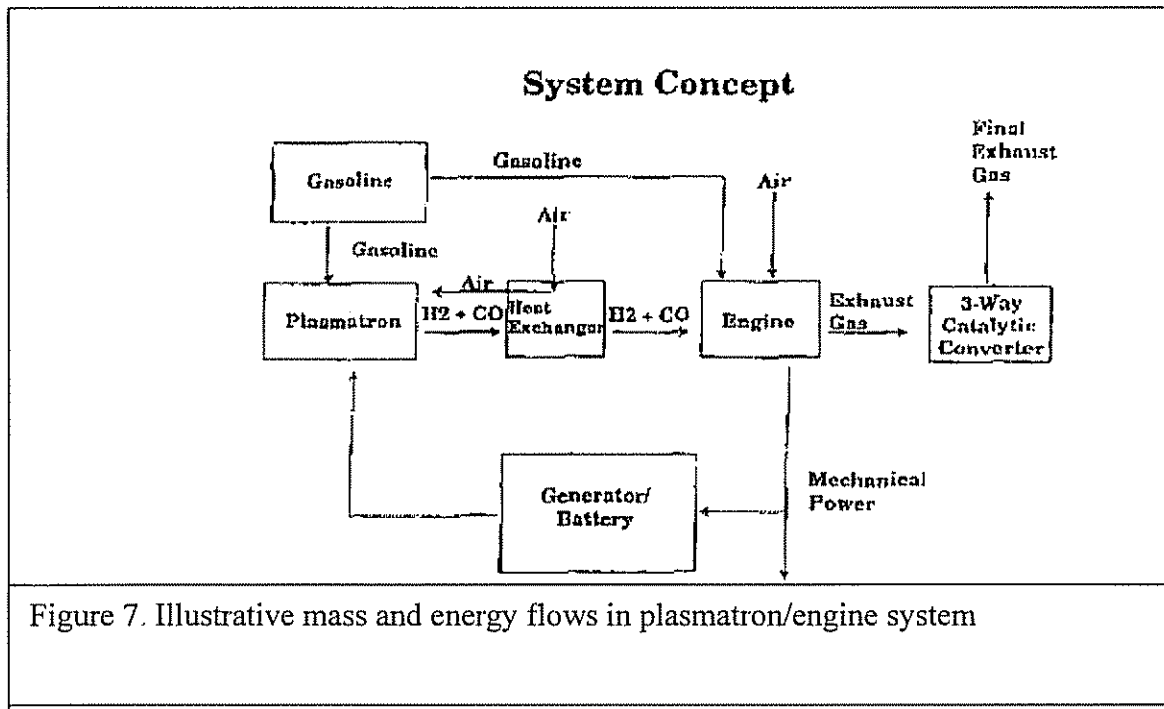 System Concept
Gasoline
Gasoline
Gasoline
Air
Air
Air
Final
Exhaust
Gas
Plasmatron
H2 + CO
Heat
Exchanger
H2 + CO
Engine
Exhaust
Gas
3-Way
Catalytic
Converter
Generator/
Battery
Mechanical
Power
Figure 7. Illustrative mass and energy flows in plasmatron/engine system